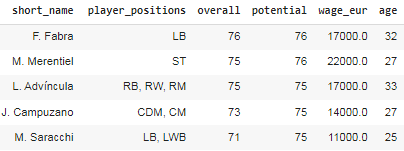 short_name player_positions overall potential wage_eur age
F. Fabra LB 76 76 17000.0 32
M. Merentiel ST 75 76 22000.0 27
L. Advíncula RB, RW, RM 75 75 17000.0 33
J. Campuzano CDM, CM 73 75 14000.0 27
M. Saracchi LB, LWB 71 75 11000.0 25